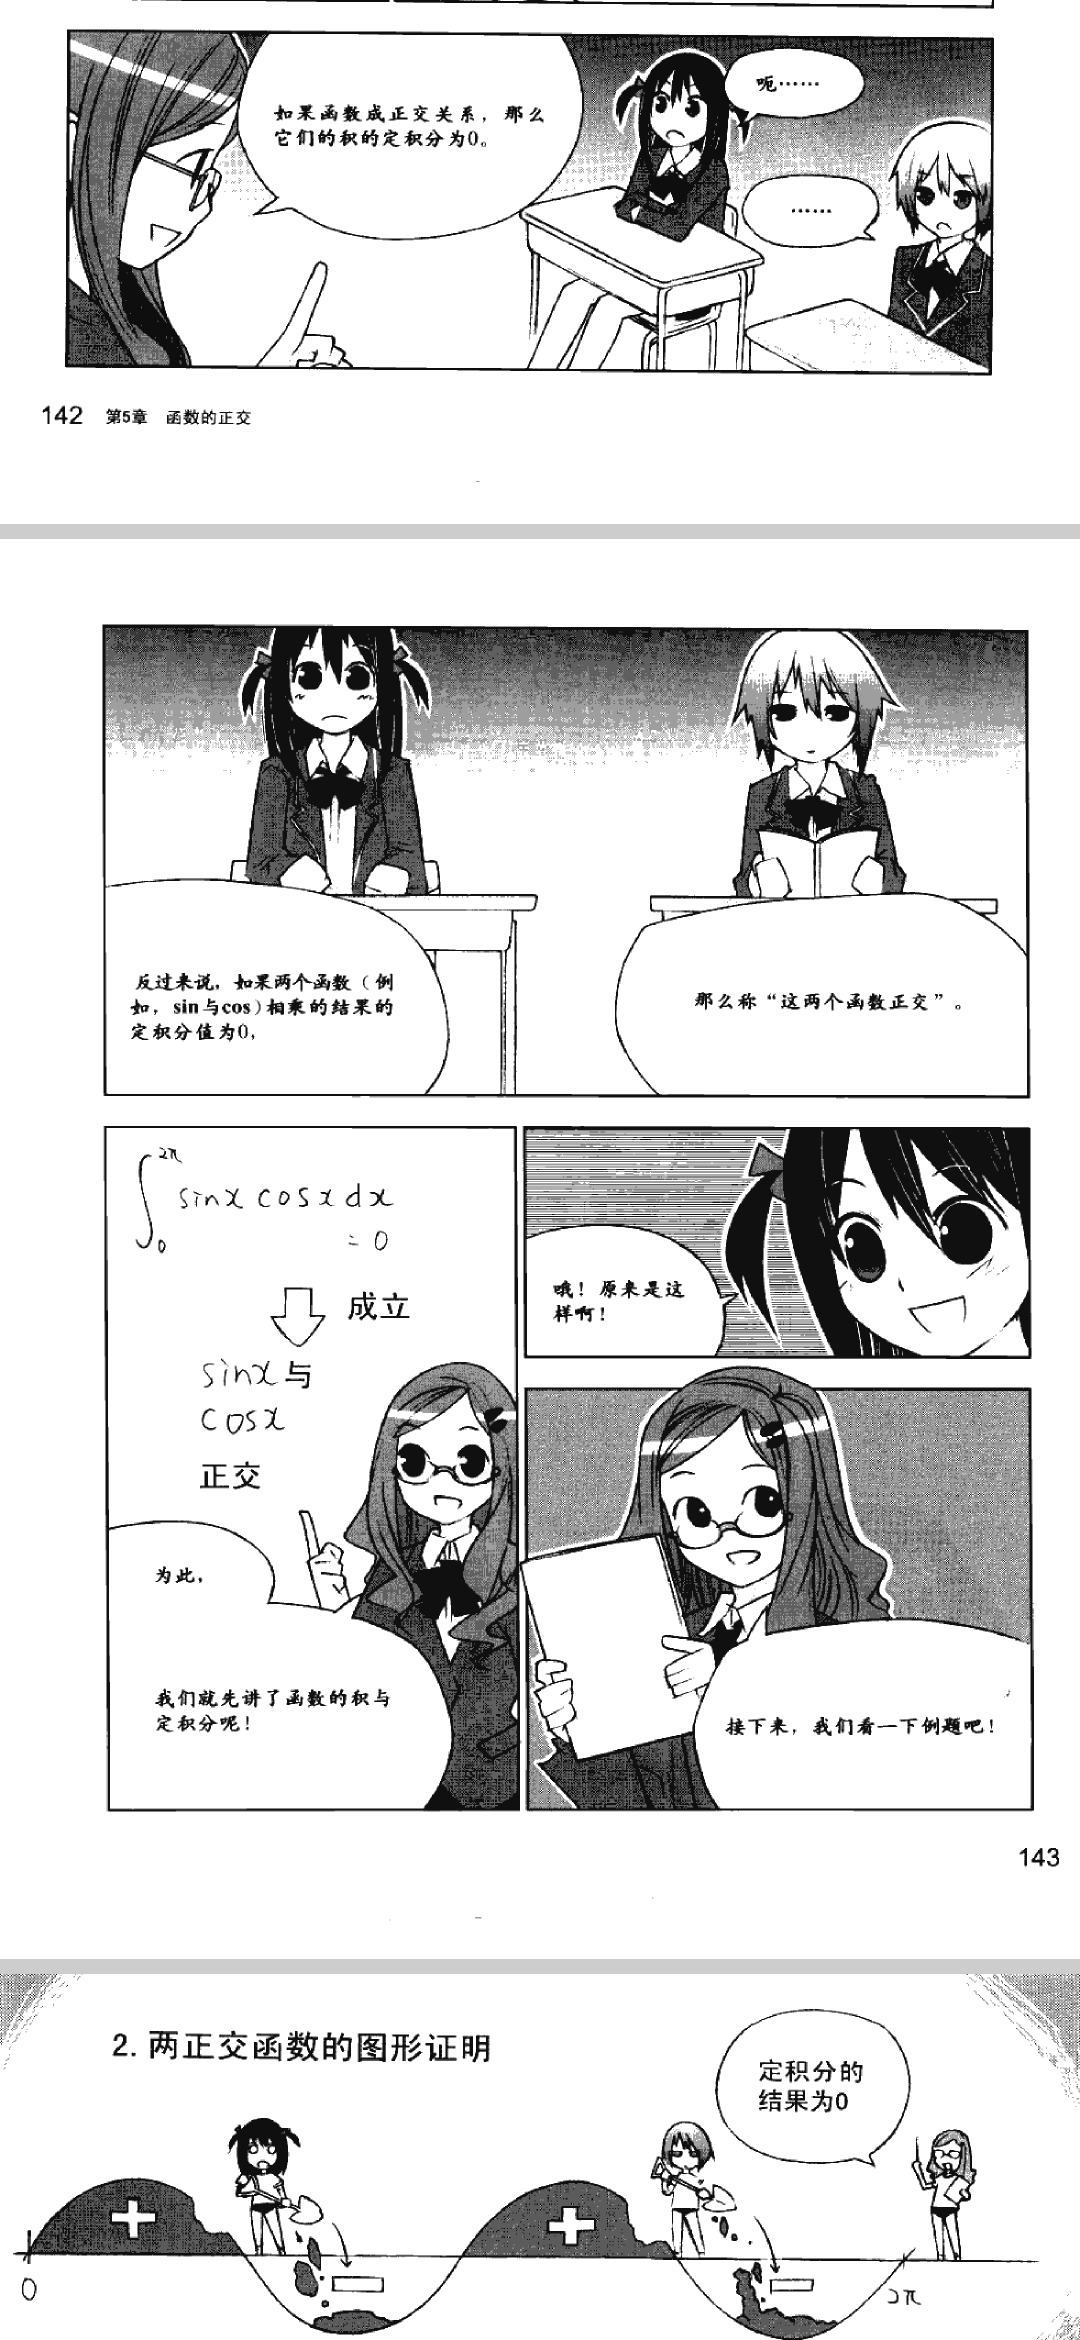 如果函数成正交关系，那么
它们的积的定积分为0。
呃……
……
142 第5章 函数的正交
反过来说，如果两个函数（例
如，sin与cos)相乘的结果的
定积分值为0，
那么称“这两个函数正交”。
∫₀^2π sinx cosx dx
= 0
成立
sinx与
cosx
正交
为此，
我们就先讲了函数的积与
定积分呢！
哦！原来是这
样啊！
接下来，我们看一下例题吧！
143
2. 两正交函数的图形证明
定积分的
结果为0
+
+
0
2π